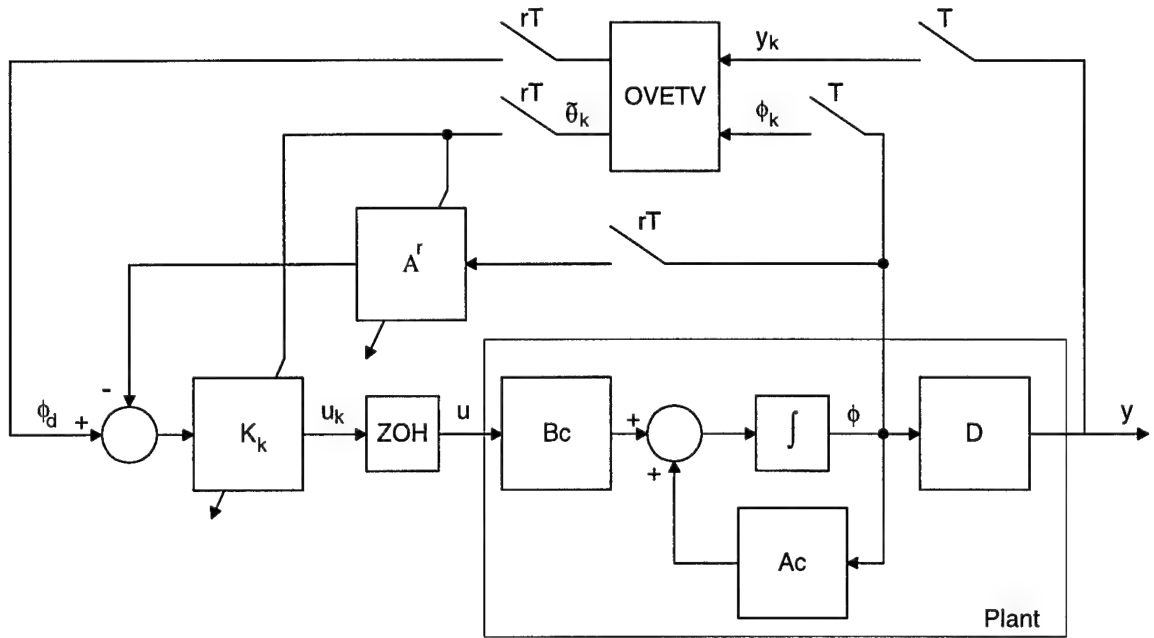 rT
T
y_k
OVETV
rT
θ̃_k
ϕ_k
T
rT
A^r
-
ϕ_d
+
K_k
u_k
ZOH
u
Bc
+
+
∫
ϕ
D
y
Ac
Plant